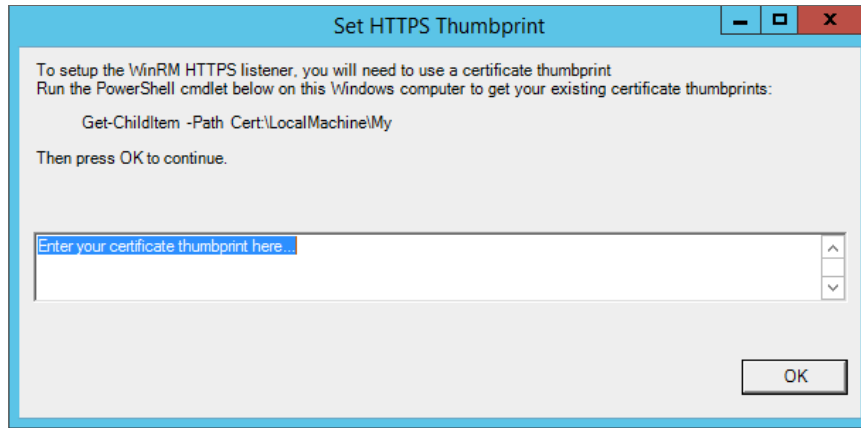 Set HTTPS Thumbprint
To setup the WinRM HTTPS listener, you will need to use a certificate thumbprint
Run the PowerShell cmdlet below on this Windows computer to get your existing certificate thumbprints:
Get-ChildItem -Path Cert:\LocalMachine\My
Then press OK to continue.
Enter your certificate thumbprint here...
OK